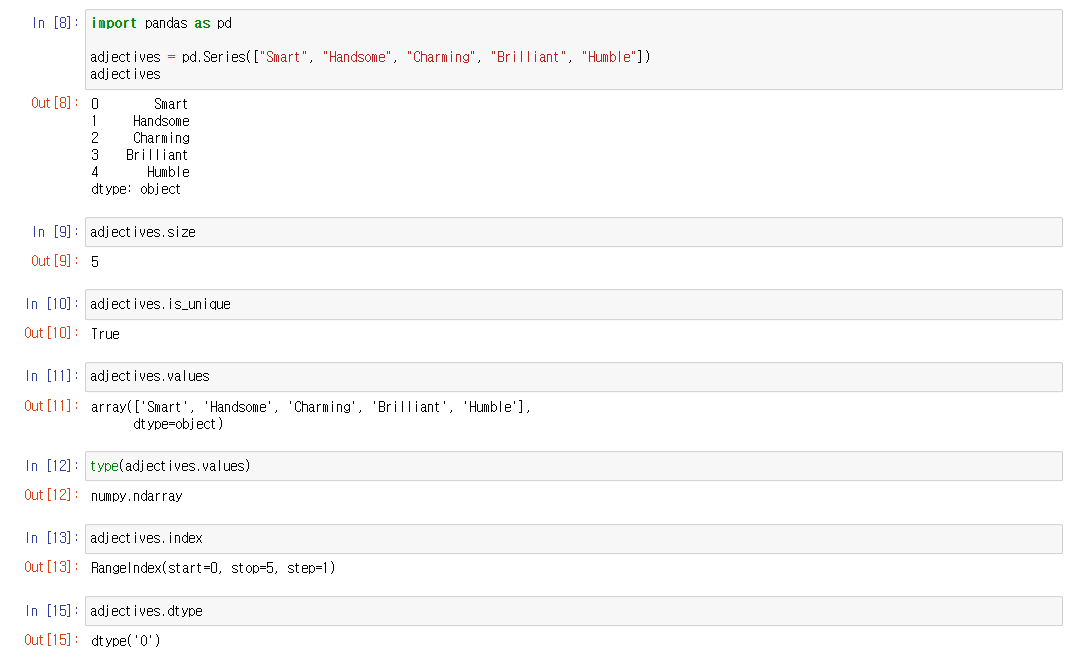 In [8]: import pandas as pd
adjectives = pd.Series(["Smart", "Handsome", "Charming", "Brilliant", "Humble"])
adjectives
Out[8]: 0        Smart
1     Handsome
2     Charming
3    Brilliant
4       Humble
dtype: object
In [9]: adjectives.size
Out[9]: 5
In [10]: adjectives.is_unique
Out[10]: True
In [11]: adjectives.values
Out[11]: array(['Smart', 'Handsome', 'Charming', 'Brilliant', 'Humble'],
      dtype=object)
In [12]: type(adjectives.values)
Out[12]: numpy.ndarray
In [13]: adjectives.index
Out[13]: RangeIndex(start=0, stop=5, step=1)
In [15]: adjectives.dtype
Out[15]: dtype('O')